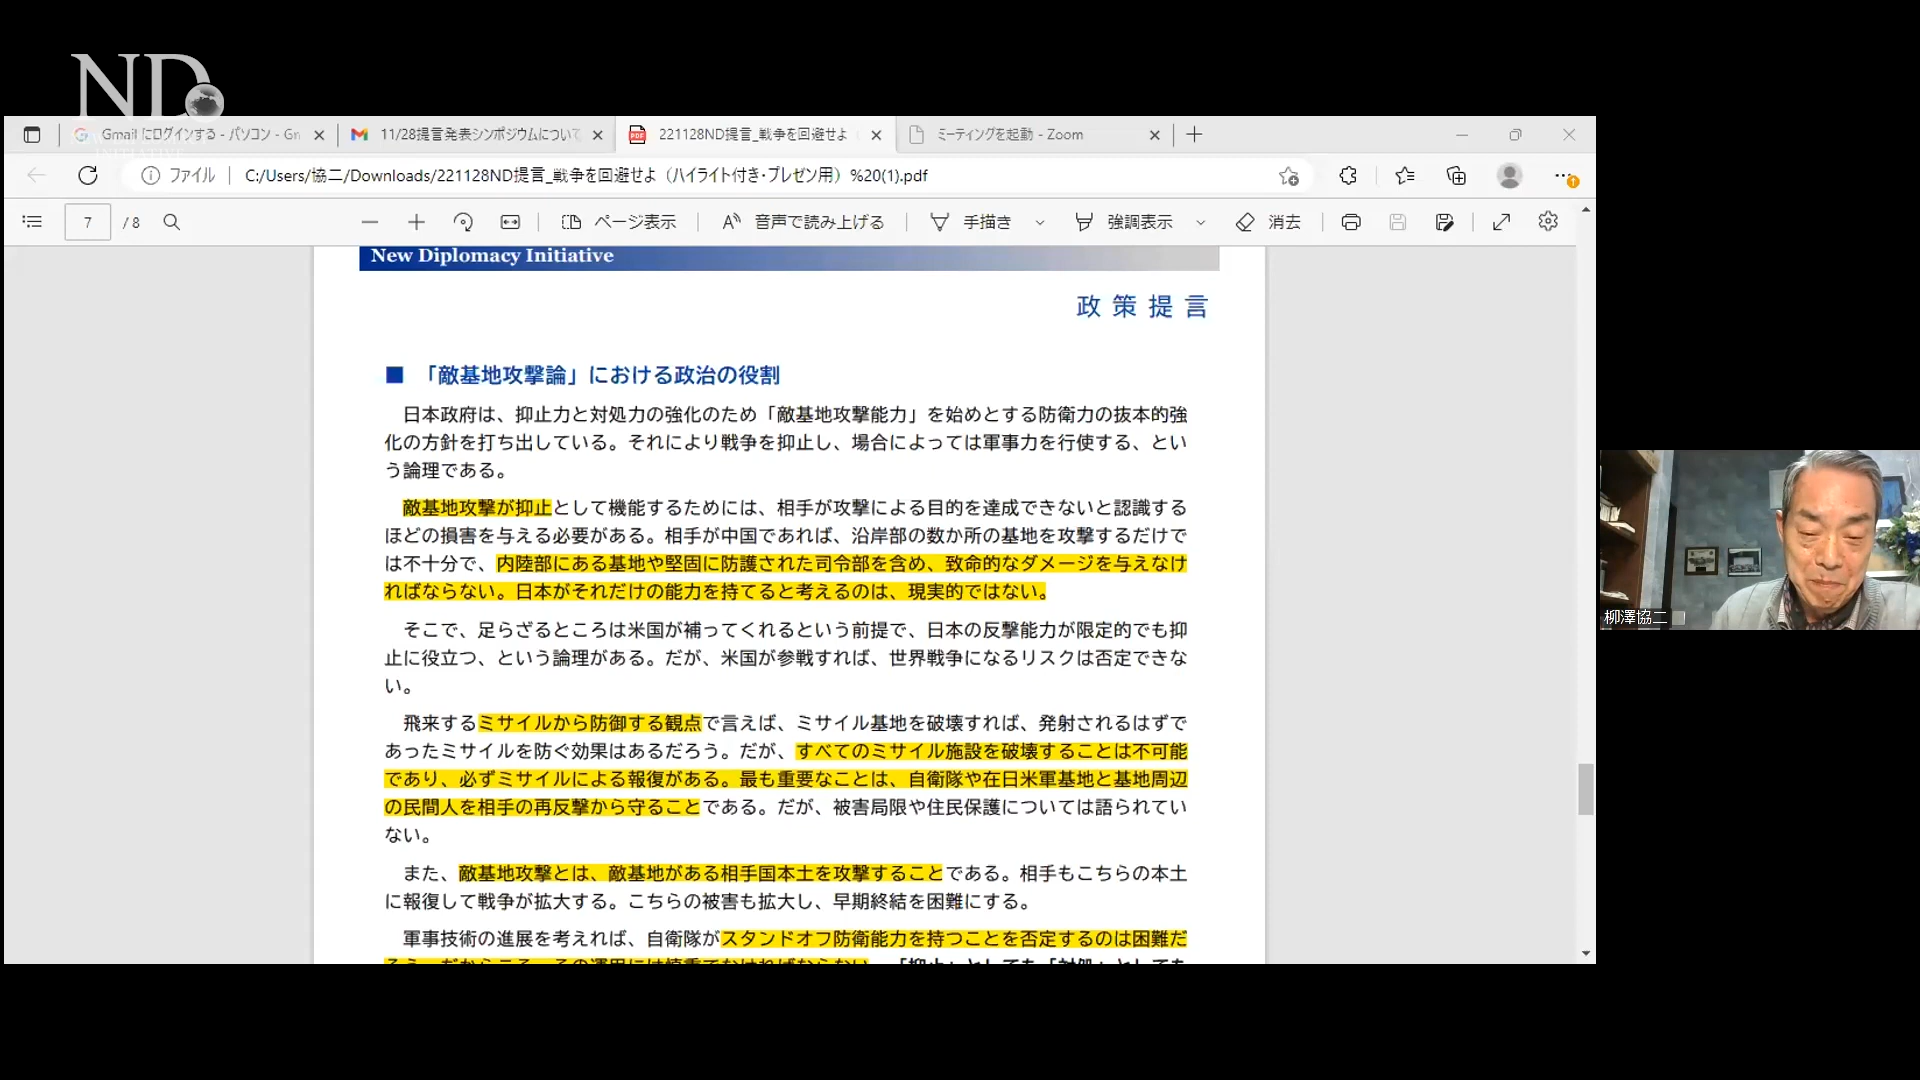 ND
Gmail にログインする - パソコン - Gm
11/28提言発表シンポジウムについて
221128ND提言_戦争を回避せよ
ミーティングを起動 - Zoom
ファイル
C:/Users/協二/Downloads/221128ND提言_戦争を回避せよ（ハイライト付き・プレゼン用）%20(1).pdf
7 / 8
ページ表示
音声で読み上げる
手描き
強調表示
消去
New Diplomacy Initiative
政策提言
■ 「敵基地攻撃論」における政治の役割
日本政府は、抑止力と対処力の強化のため「敵基地攻撃能力」を始めとする防衛力の抜本的強
化の方針を打ち出している。それにより戦争を抑止し、場合によっては軍事力を行使する、とい
う論理である。
敵基地攻撃が抑止として機能するためには、相手が攻撃による目的を達成できないと認識する
ほどの損害を与える必要がある。相手が中国であれば、沿岸部の数か所の基地を攻撃するだけで
は不十分で、内陸部にある基地や堅固に防護された司令部を含め、致命的なダメージを与えなけ
ればならない。日本がそれだけの能力を持てると考えるのは、現実的ではない。
そこで、足らざるところは米国が補ってくれるという前提で、日本の反撃能力が限定的でも抑
止に役立つ、という論理がある。だが、米国が参戦すれば、世界戦争になるリスクは否定できな
い。
飛来するミサイルから防御する観点で言えば、ミサイル基地を破壊すれば、発射されるはずで
あったミサイルを防ぐ効果はあるだろう。だが、すべてのミサイル施設を破壊することは不可能
であり、必ずミサイルによる報復がある。最も重要なことは、自衛隊や在日米軍基地と基地周辺
の民間人を相手の再反撃から守ることである。だが、被害局限や住民保護については語られてい
ない。
また、敵基地攻撃とは、敵基地がある相手国本土を攻撃することである。相手もこちらの本土
に報復して戦争が拡大する。こちらの被害も拡大し、早期終結を困難にする。
軍事技術の進展を考えれば、自衛隊がスタンドオフ防衛能力を持つことを否定するのは困難だ
ろう。だからこそ、その運用には慎重でなければならない。「抑止」としても「対処」としても
柳澤協二